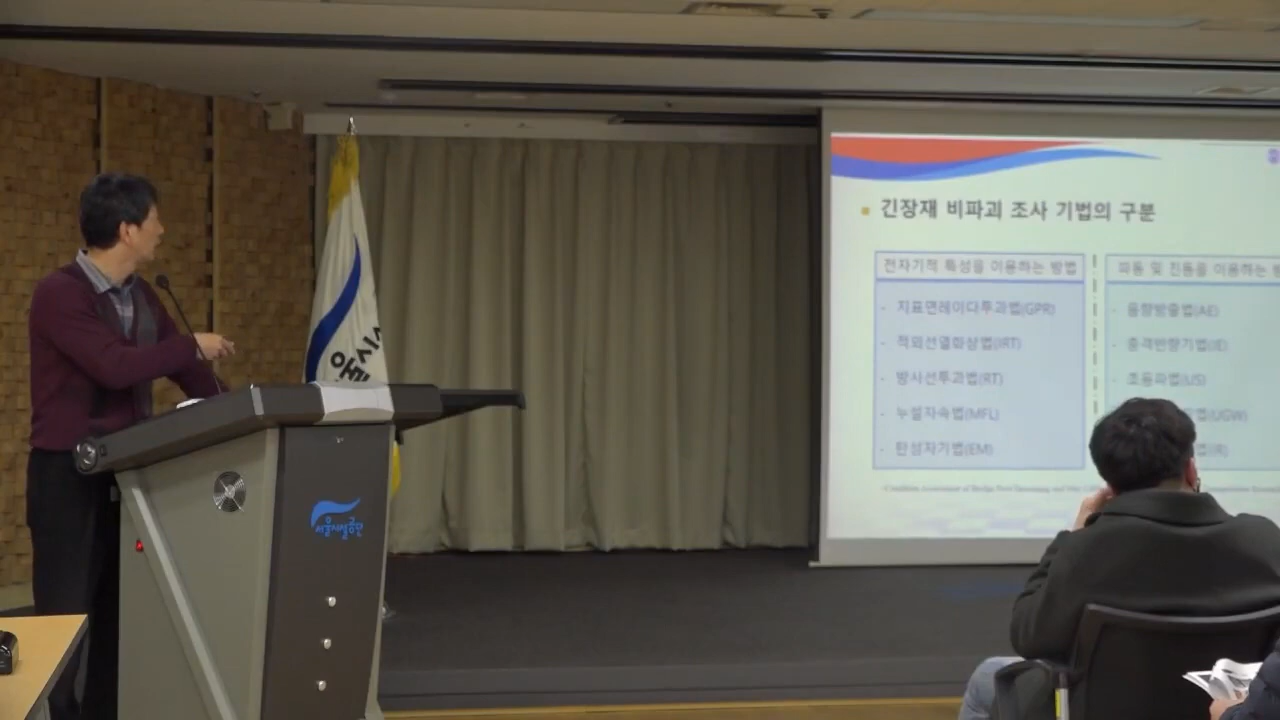 긴장재 비파괴 조사 기법의 구분
전자기적 특성을 이용하는 방법
- 지표면레이다투과법(GPR)
- 적외선열화상법(IRT)
- 방사선투과법(RT)
- 누설자속법(MFL)
- 탄성자기법(EM)
파동 및 진동을 이용하는
- 음향방출법(AE)
- 충격반향기법(IE)
- 초음파법(US)
(UGW)
서울시설공단